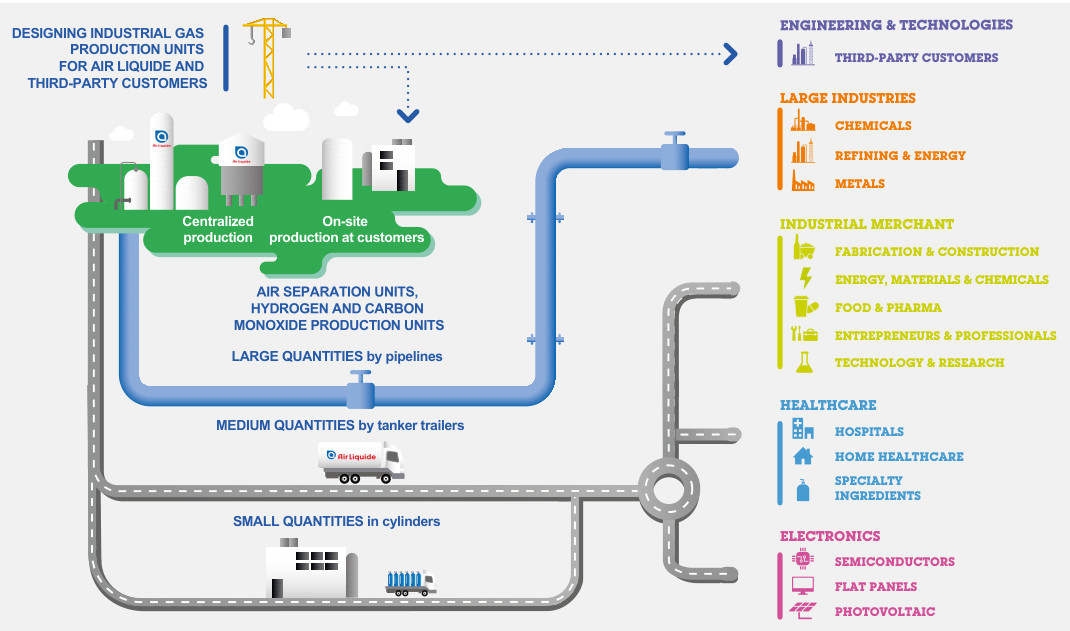 DESIGNING INDUSTRIAL GAS
PRODUCTION UNITS
FOR AIR LIQUIDE AND
THIRD-PARTY CUSTOMERS
Air Liquide
Air Liquide
Centralized
production
On-site
production at customers
AIR SEPARATION UNITS,
HYDROGEN AND CARBON
MONOXIDE PRODUCTION UNITS
LARGE QUANTITIES by pipelines
MEDIUM QUANTITIES by tanker trailers
Air Liquide
SMALL QUANTITIES in cylinders
ENGINEERING & TECHNOLOGIES
THIRD-PARTY CUSTOMERS
LARGE INDUSTRIES
CHEMICALS
REFINING & ENERGY
METALS
INDUSTRIAL MERCHANT
FABRICATION & CONSTRUCTION
ENERGY, MATERIALS & CHEMICALS
FOOD & PHARMA
ENTREPRENEURS & PROFESSIONALS
TECHNOLOGY & RESEARCH
HEALTHCARE
HOSPITALS
HOME HEALTHCARE
SPECIALTY
INGREDIENTS
ELECTRONICS
SEMICONDUCTORS
FLAT PANELS
PHOTOVOLTAIC